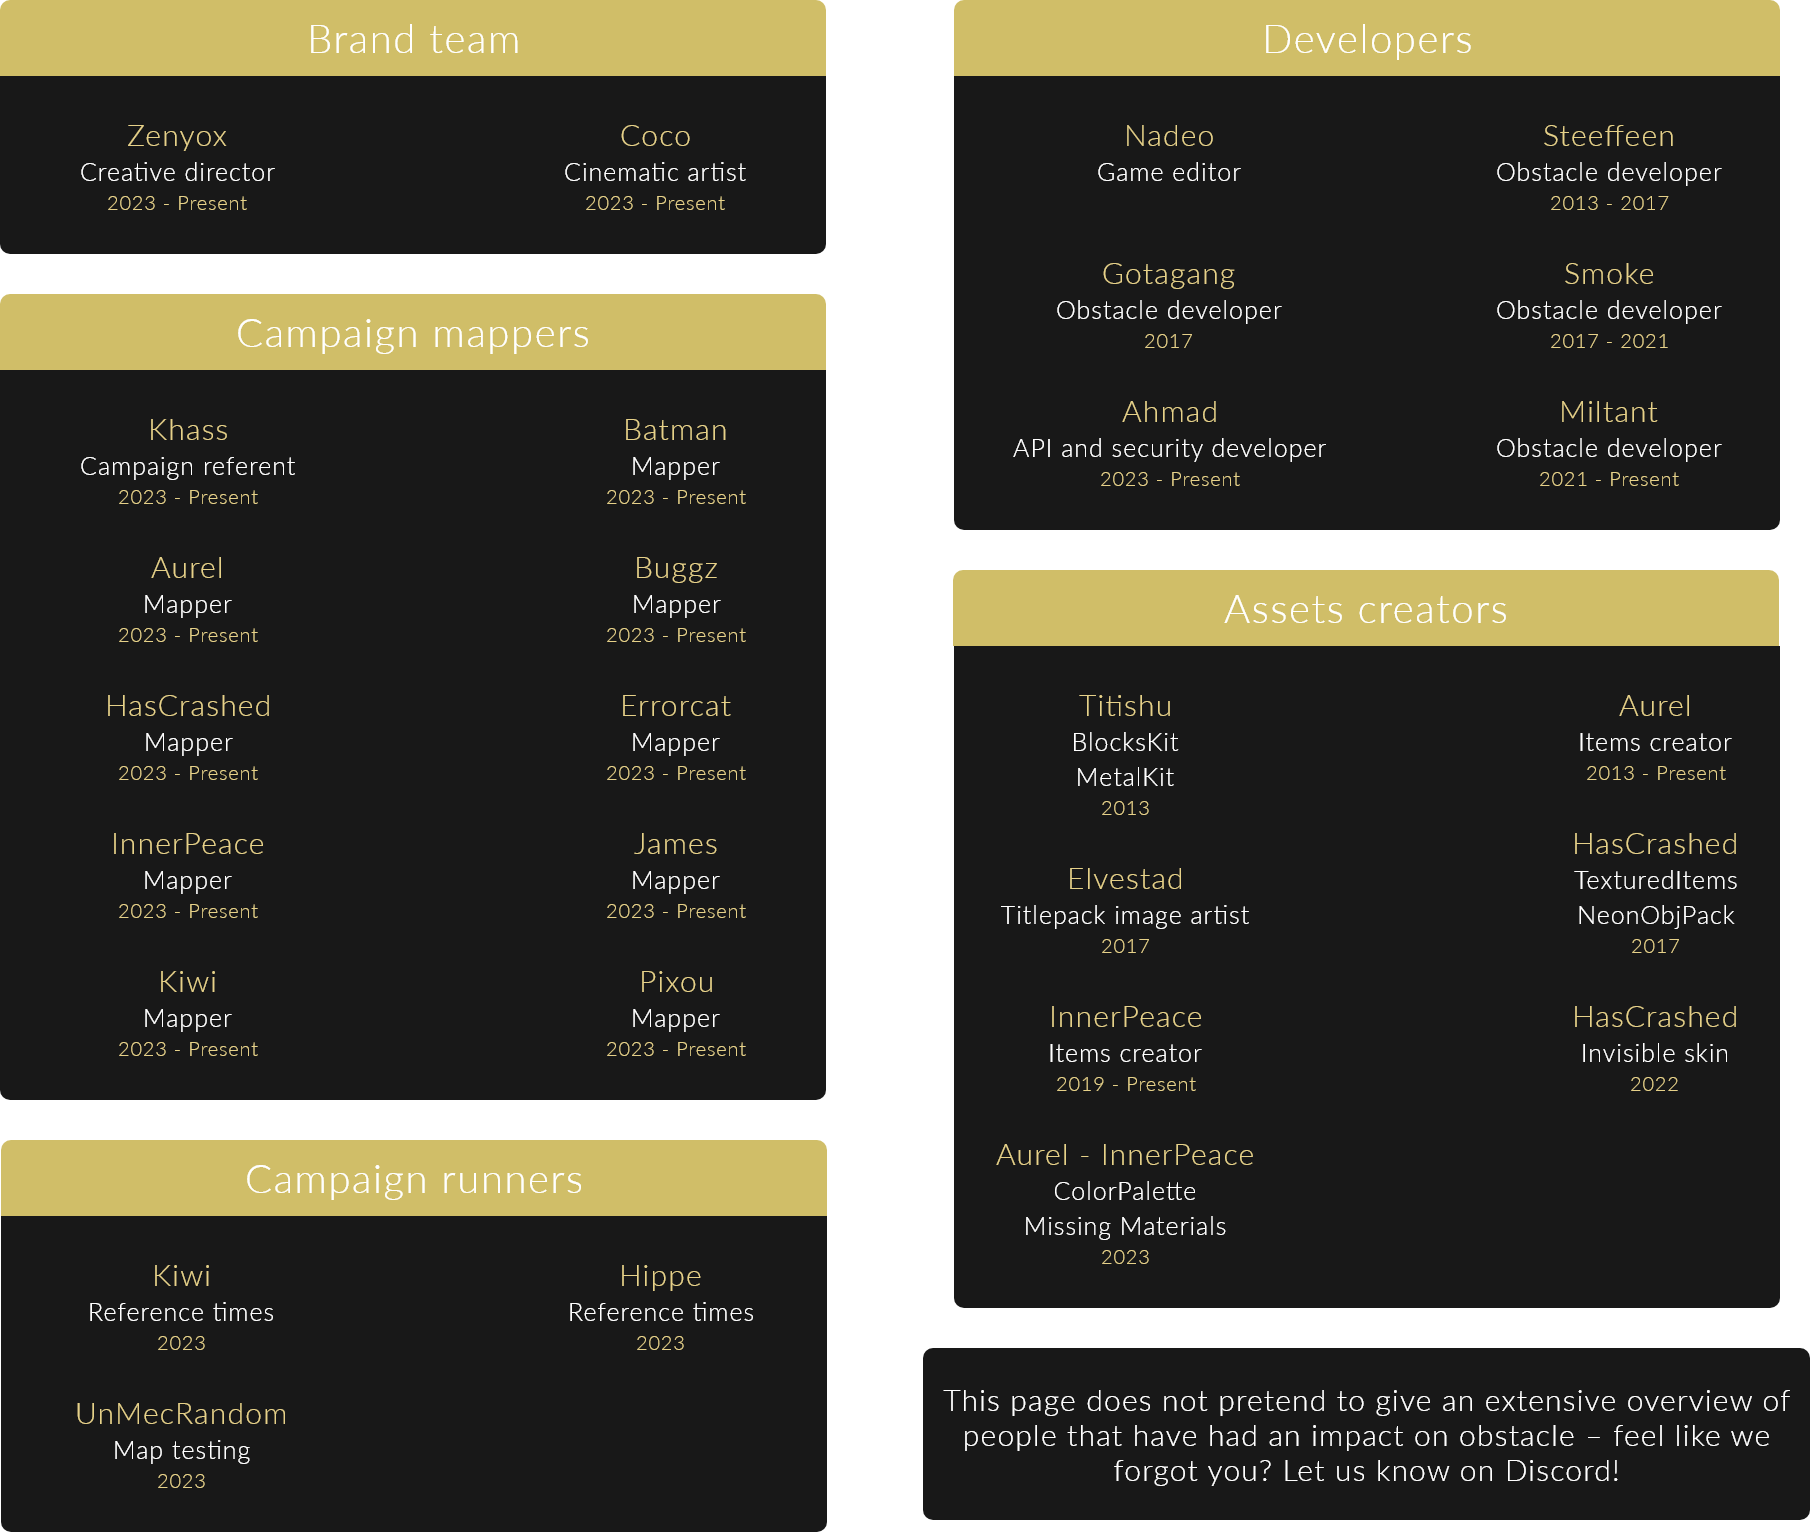 Brand team
Zenyox
Creative director
2023 - Present
Coco
Cinematic artist
2023 - Present
Campaign mappers
Khass
Campaign referent
2023 - Present
Batman
Mapper
2023 - Present
Aurel
Mapper
2023 - Present
Buggz
Mapper
2023 - Present
HasCrashed
Mapper
2023 - Present
Errorcat
Mapper
2023 - Present
InnerPeace
Mapper
2023 - Present
James
Mapper
2023 - Present
Kiwi
Mapper
2023 - Present
Pixou
Mapper
2023 - Present
Campaign runners
Kiwi
Reference times
2023
Hippe
Reference times
2023
UnMecRandom
Map testing
2023
Developers
Nadeo
Game editor
Steeffeen
Obstacle developer
2013 - 2017
Gotagang
Obstacle developer
2017
Smoke
Obstacle developer
2017 - 2021
Ahmad
API and security developer
2023 - Present
Miltant
Obstacle developer
2021 - Present
Assets creators
Titishu
BlocksKit
MetalKit
2013
Aurel
Items creator
2013 - Present
Elvestad
Titlepack image artist
2017
HasCrashed
TexturedItems
NeonObjPack
2017
InnerPeace
Items creator
2019 - Present
HasCrashed
Invisible skin
2022
Aurel - InnerPeace
ColorPalette
Missing Materials
2023
This page does not pretend to give an extensive overview of
people that have had an impact on obstacle – feel like we
forgot you? Let us know on Discord!